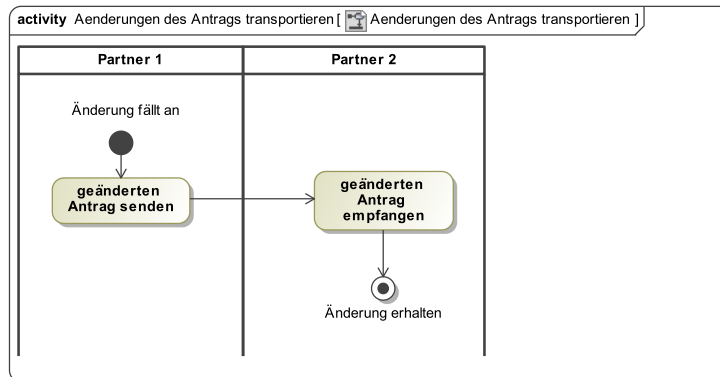 activity Aenderungen des Antrags transportieren [ Aenderungen des Antrags transportieren ]
Partner 1
Partner 2
Änderung fällt an
geänderten
Antrag senden
geänderten
Antrag
empfangen
Änderung erhalten